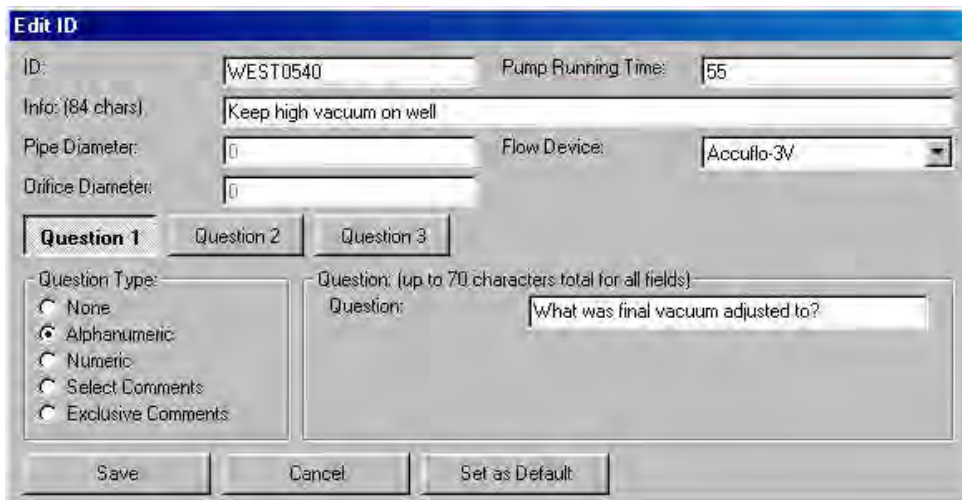 Edit ID
ID: WEST0540 Pump Running Time: 55
Info: (84 chars) Keep high vacuum on well
Pipe Diameter: 0 Flow Device: Accuflo-3V
Orifice Diameter: 0
Question 1 Question 2 Question 3
Question Type: Question: (up to 70 characters total for all fields)
None Question: What was final vacuum adjusted to?
Alphanumeric
Numeric
Select Comments
Exclusive Comments
Save Cancel Set as Default